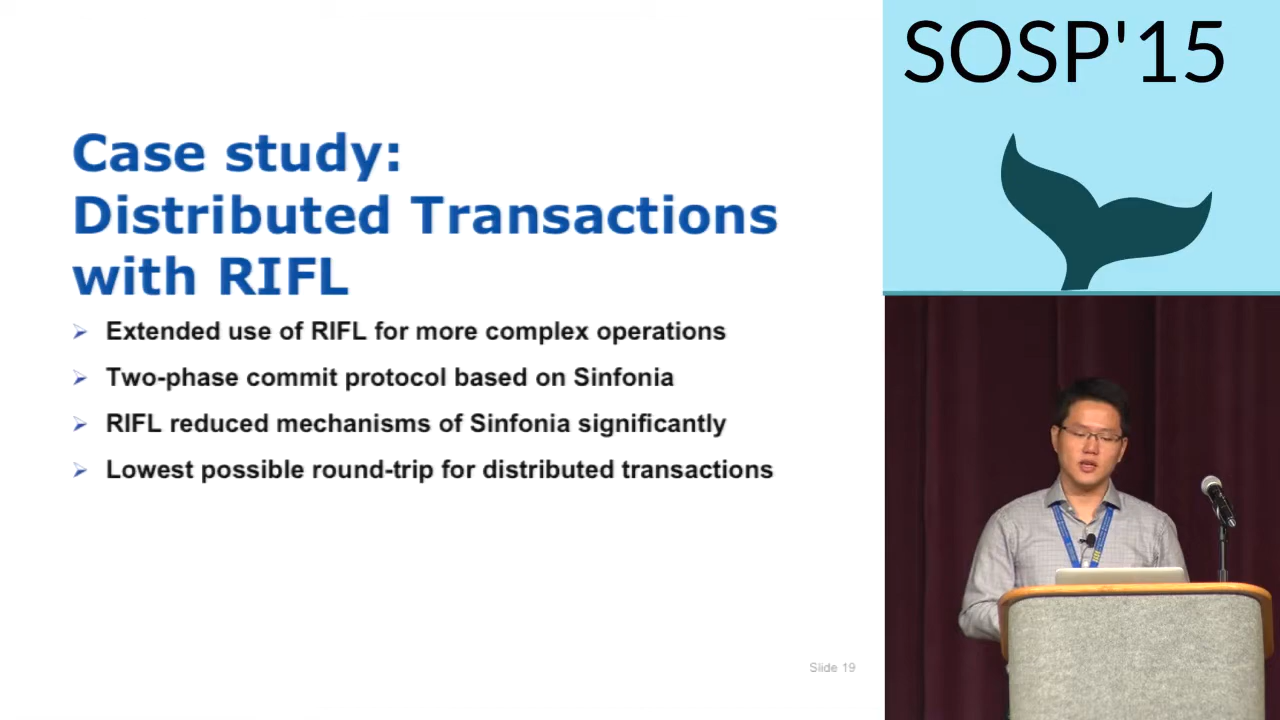 SOSP'15
Case study:
Distributed Transactions
with RIFL
Extended use of RIFL for more complex operations
Two-phase commit protocol based on Sinfonia
RIFL reduced mechanisms of Sinfonia significantly
Lowest possible round-trip for distributed transactions
Slide 19